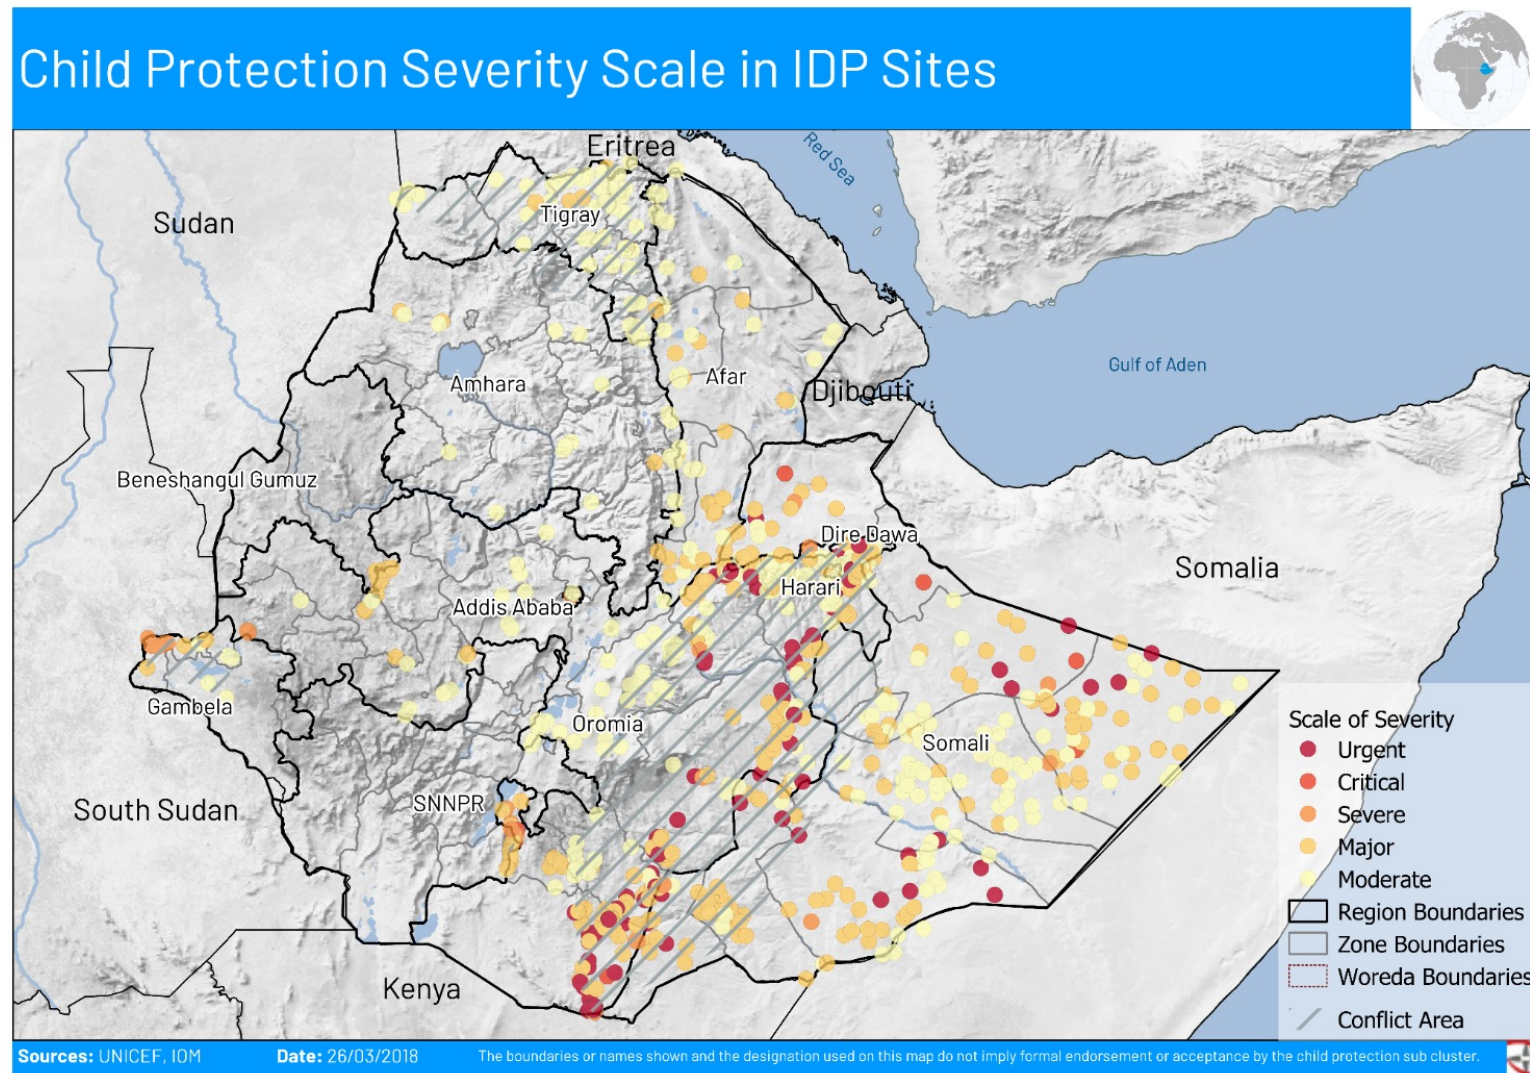 Child Protection Severity Scale in IDP Sites
Eritrea
Red Sea
Sudan
Tigray
Gulf of Aden
Amhara
Afar
Djibouti
Beneshangul Gumuz
Dire Dawa
Somalia
Harari
Addis Ababa
Gambela
Oromia
Somali
SNNPR
South Sudan
Kenya
Scale of Severity
Urgent
Critical
Severe
Major
Moderate
Region Boundaries
Zone Boundaries
Woreda Boundaries
Conflict Area
Sources: UNICEF, IOM Date: 26/03/2018 The boundaries or names shown and the designation used on this map do not imply formal endorsement or acceptance by the child protection sub cluster.